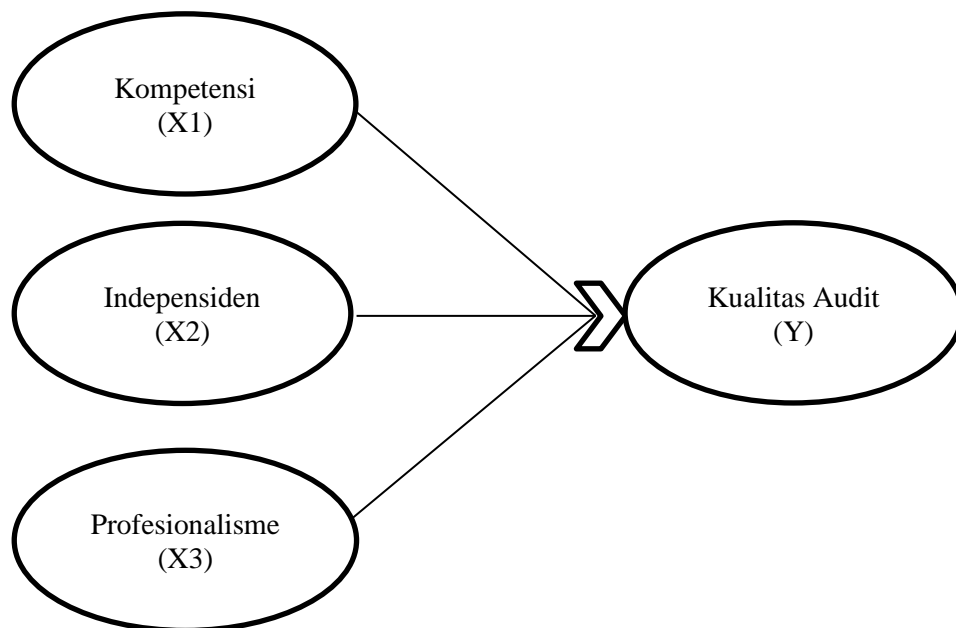 Kompetensi
(X1)
Indepensiden
(X2)
Kualitas Audit
(Y)
Profesionalisme
(X3)